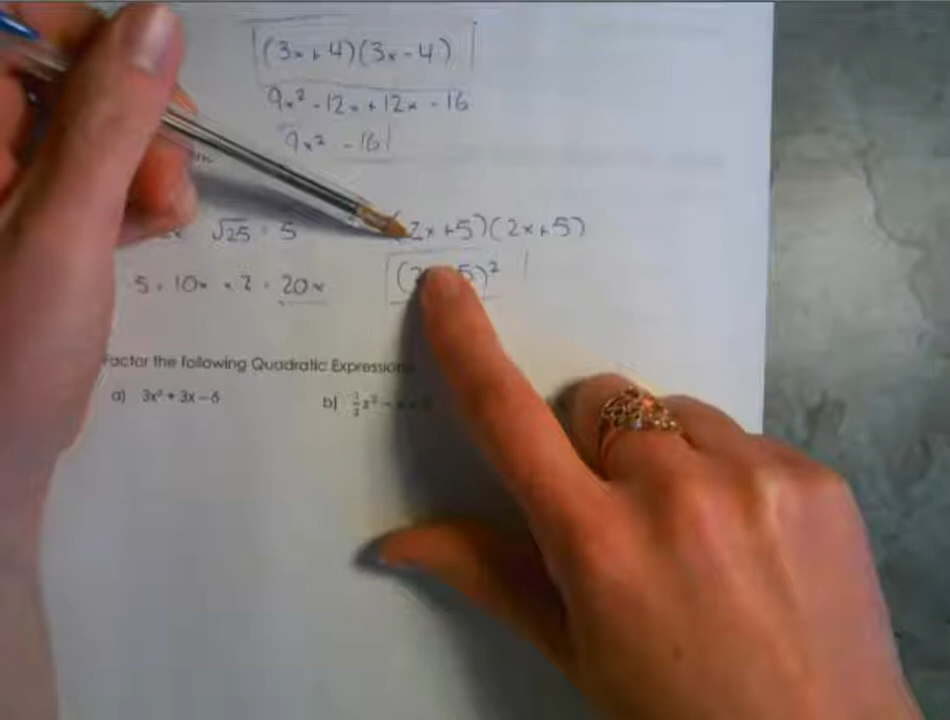 (3x+4)(3x-4)
9x² -12x+12x -16
9x² -16
√25 = 5 (2x+5)(2x+5)
5 · 10x × 2 = 20x
Factor the following Quadratic Expressions
a) 3x² + 3x – 6 b)